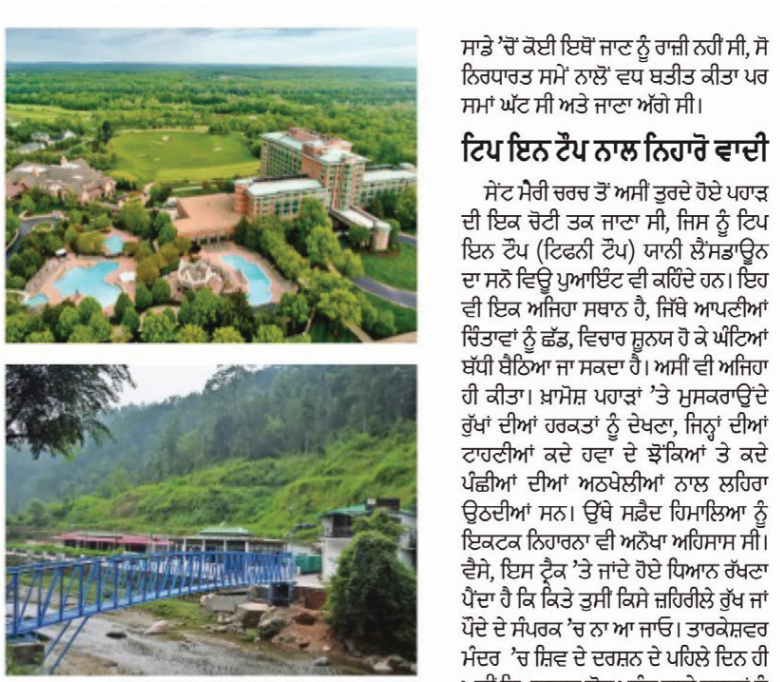 ਸਾਡੇ ’ਚੋਂ ਕੋਈ ਇਥੋਂ ਜਾਣ ਨੂੰ ਰਾਜ਼ੀ ਨਹੀਂ ਸੀ, ਸੋ
ਨਿਰਧਾਰਤ ਸਮੇਂ ਨਾਲੋਂ ਵਧ ਬਤੀਤ ਕੀਤਾ ਪਰ
ਸਮਾਂ ਘੱਟ ਸੀ ਅਤੇ ਜਾਣਾ ਅੱਗੇ ਸੀ।
ਟਿਪ ਇਨ ਟੌਪ ਨਾਲ ਨਿਹਾਰੋ ਵਾਦੀ
ਸੇਂਟ ਮੈਰੀ ਚਰਚ ਤੋਂ ਅਸੀਂ ਤੁਰਦੇ ਹੋਏ ਪਹਾੜ
ਦੀ ਇਕ ਚੋਟੀ ਤਕ ਜਾਣਾ ਸੀ, ਜਿਸ ਨੂੰ ਟਿਪ
ਇਨ ਟੌਪ (ਟਿਫਨੀ ਟੌਪ) ਯਾਨੀ ਲੈਂਸਡਾਊਨ
ਦਾ ਸਨੋ ਵਿਊ ਪੁਆਇੰਟ ਵੀ ਕਹਿੰਦੇ ਹਨ। ਇਹ
ਵੀ ਇਕ ਅਜਿਹਾ ਸਥਾਨ ਹੈ, ਜਿੱਥੇ ਆਪਣੀਆਂ
ਚਿੰਤਾਵਾਂ ਨੂੰ ਛੱਡ, ਵਿਚਾਰ ਸ਼ੂਨਯ ਹੋ ਕੇ ਘੰਟਿਆਂ
ਬੱਧੀ ਬੈਠਿਆ ਜਾ ਸਕਦਾ ਹੈ। ਅਸੀਂ ਵੀ ਅਜਿਹਾ
ਹੀ ਕੀਤਾ। ਖ਼ਾਮੋਸ਼ ਪਹਾੜਾਂ ’ਤੇ ਮੁਸਕਰਾਉਂਦੇ
ਰੁੱਖਾਂ ਦੀਆਂ ਹਰਕਤਾਂ ਨੂੰ ਦੇਖਣਾ, ਜਿਨ੍ਹਾਂ ਦੀਆਂ
ਟਾਹਣੀਆਂ ਕਦੇ ਹਵਾ ਦੇ ਝੋਂਕਿਆਂ ਤੇ ਕਦੇ
ਪੰਛੀਆਂ ਦੀਆਂ ਅਠਖੇਲੀਆਂ ਨਾਲ ਲਹਿਰਾ
ਉਠਦੀਆਂ ਸਨ। ਉੱਥੇ ਸਫ਼ੈਦ ਹਿਮਾਲਿਆ ਨੂੰ
ਇਕਟਕ ਨਿਹਾਰਨਾ ਵੀ ਅਨੋਖਾ ਅਹਿਸਾਸ ਸੀ।
ਵੈਸੇ, ਇਸ ਟ੍ਰੈਕ ’ਤੇ ਜਾਂਦੇ ਹੋਏ ਧਿਆਨ ਰੱਖਣਾ
ਪੈਂਦਾ ਹੈ ਕਿ ਕਿਤੇ ਤੁਸੀਂ ਕਿਸੇ ਜ਼ਹਿਰੀਲੇ ਰੁੱਖ ਜਾਂ
ਪੌਦੇ ਦੇ ਸੰਪਰਕ ’ਚ ਨਾ ਆ ਜਾਓ। ਤਾਰਕੇਸ਼ਵਰ
ਮੰਦਰ ’ਚ ਸ਼ਿਵ ਦੇ ਦਰਸ਼ਨ ਦੇ ਪਹਿਲੇ ਦਿਨ ਹੀ